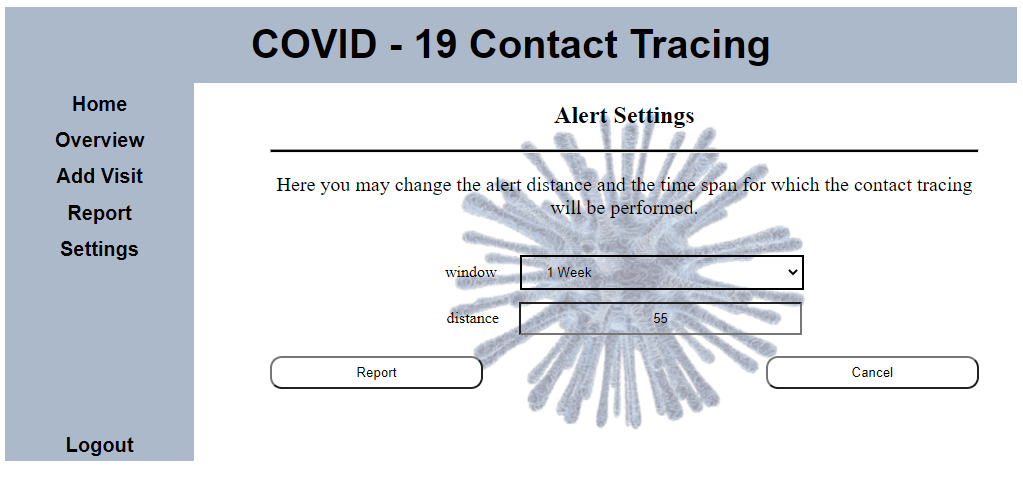 COVID - 19 Contact Tracing
Home
Overview
Add Visit
Report
Settings
Logout
Alert Settings
Here you may change the alert distance and the time span for which the contact tracing
will be performed.
window 1 Week
distance 55
Report Cancel